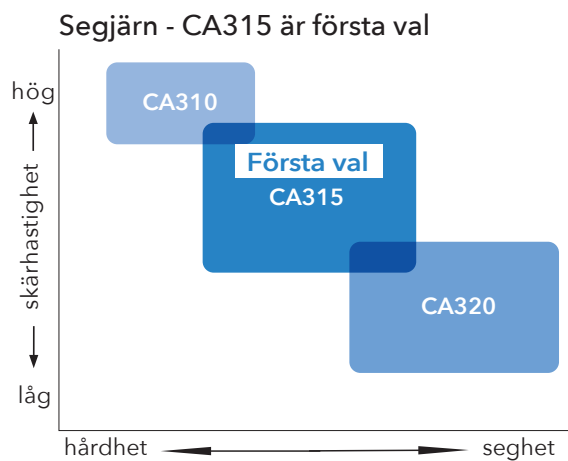 Segjärn - CA315 är första val
hög
CA310
Första val
CA315
skärhastighet
CA320
låg
hårdhet
seghet